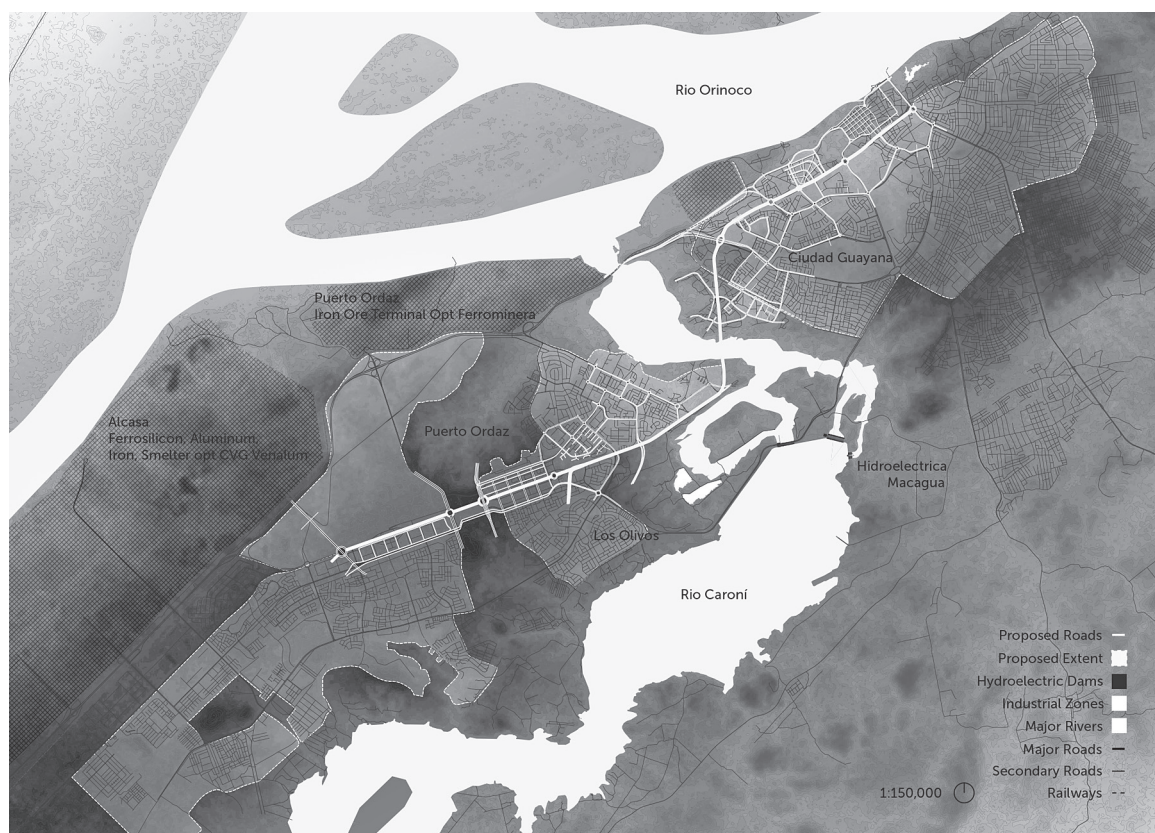 Rio Orinoco
Ciudad Guayana
Puerto Ordaz
Iron Ore Terminal Opt Ferrominera
Alcasa
Ferrosilicon, Aluminum,
Iron, Smelter opt CVG Venalum
Puerto Ordaz
Hidroelectrica
Macagua
Los Olivos
Rio Caroní
Proposed Roads
Proposed Extent
Hydroelectric Dams
Industrial Zones
Major Rivers
Major Roads
Secondary Roads
Railways
1:150,000